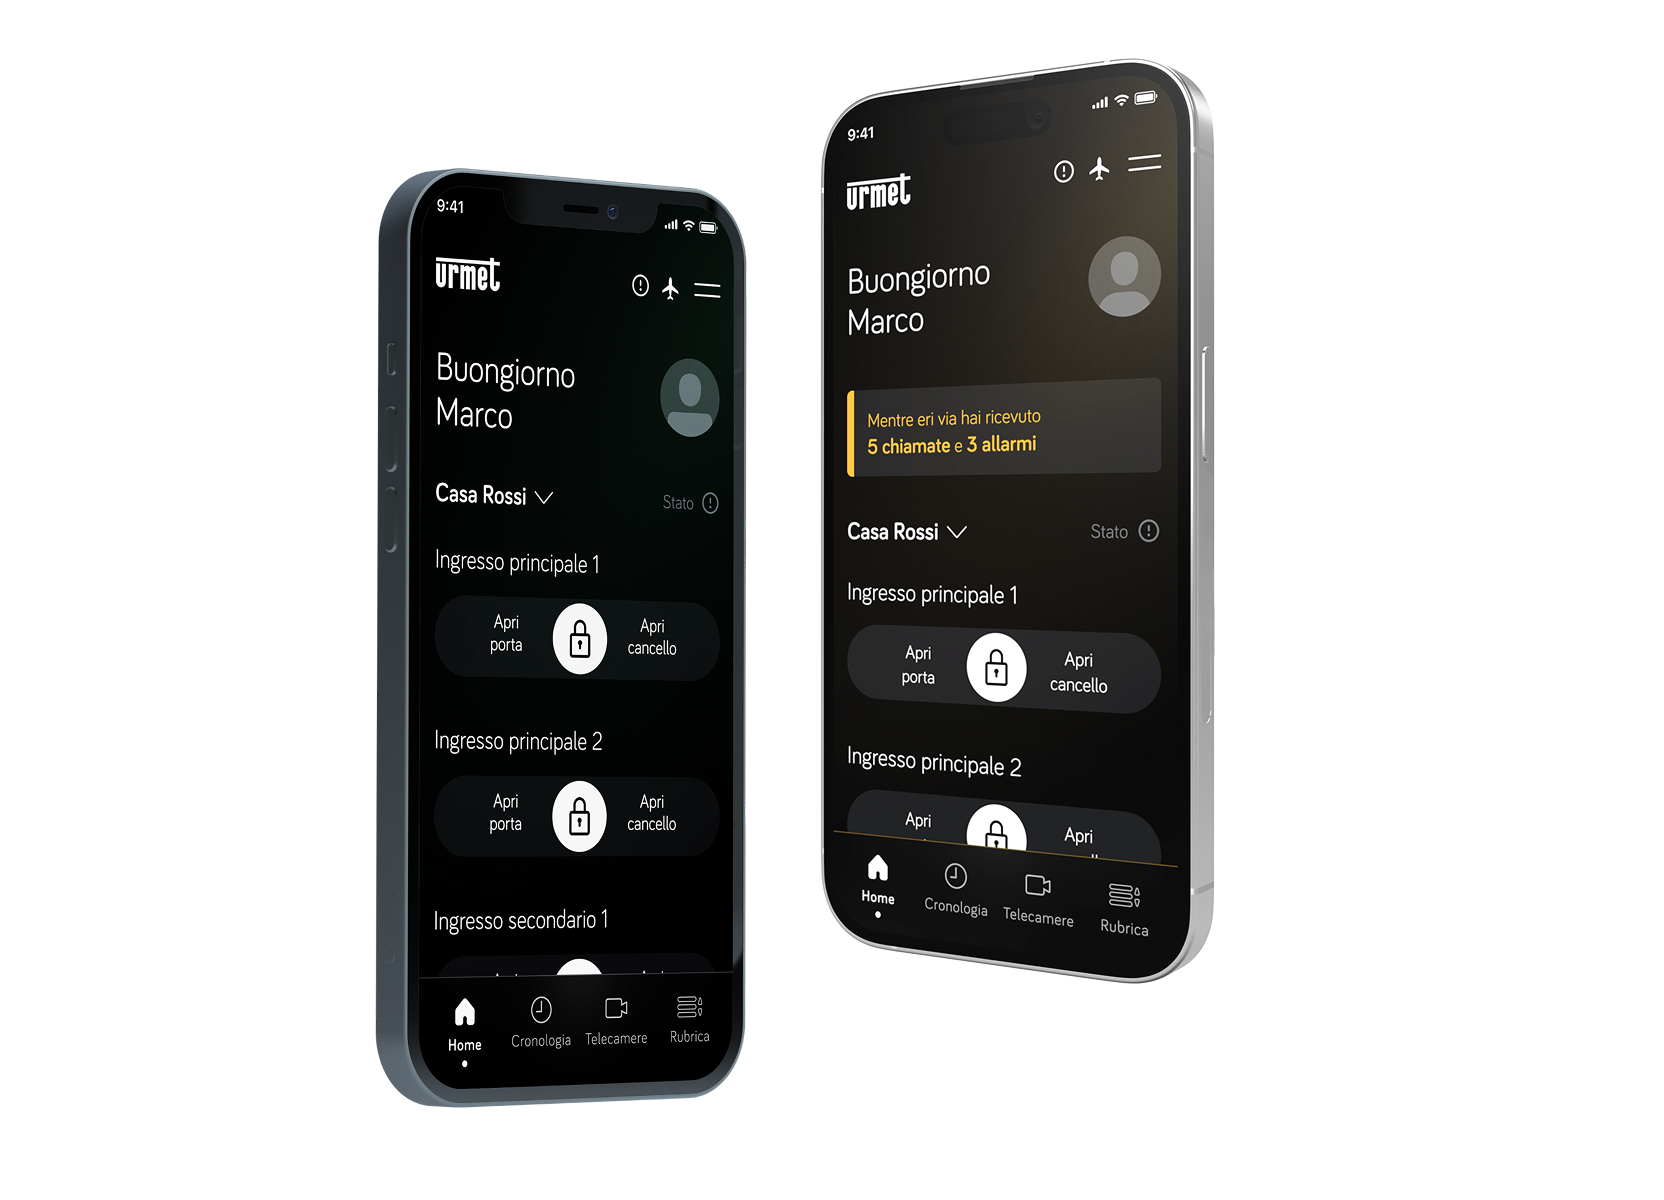 9:41
urmet
Buongiorno
Marco
Casa Rossi
Stato
Ingresso principale 1
Apri
porta
Apri
cancello
Ingresso principale 2
Apri
porta
Apri
cancello
Ingresso secondario 1
Home
Cronologia
Telecamere
Rubrica
9:41
urmet
Buongiorno
Marco
Mentre eri via hai ricevuto
5 chiamate e 3 allarmi
Casa Rossi
Stato
Ingresso principale 1
Apri
porta
Apri
cancello
Ingresso principale 2
Apri
Apri
Home
Cronologia
Telecamere
Rubrica